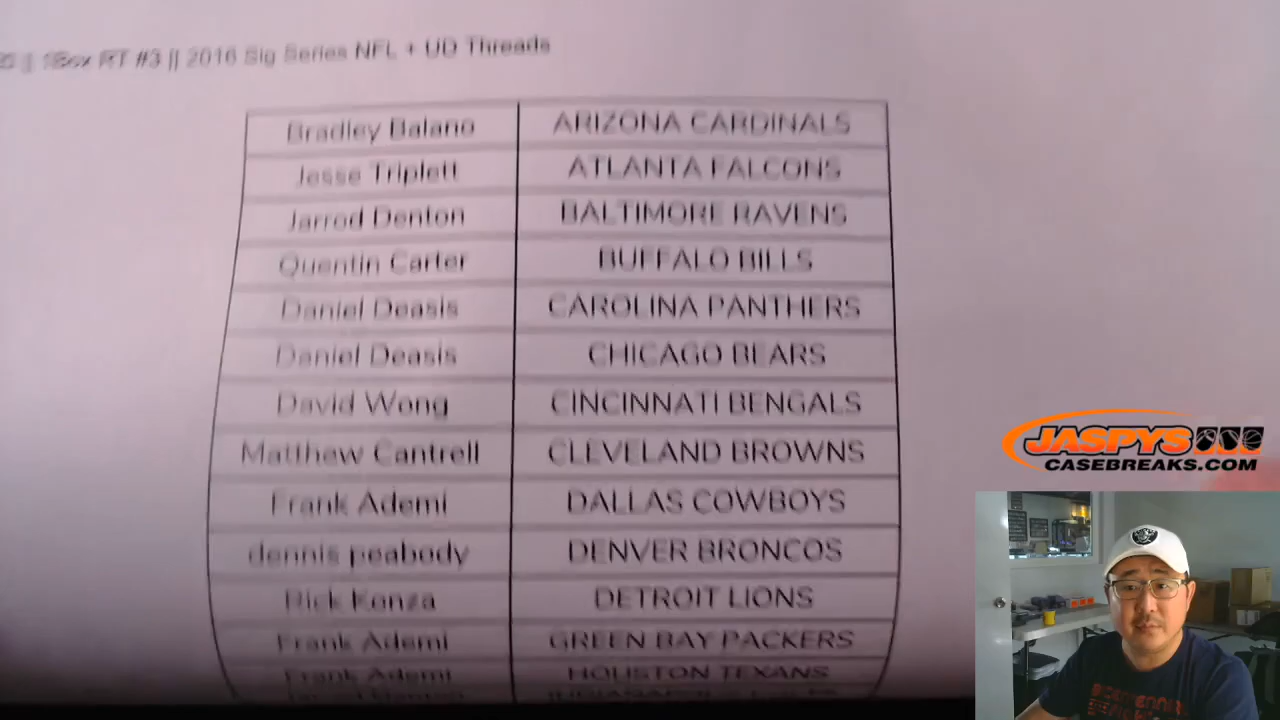 1Box RT #3 || 2016 Sig Series NFL + UD Threads
Bradley Balano ARIZONA CARDINALS
Jesse Triplett ATLANTA FALCONS
Jarrod Denton BALTIMORE RAVENS
Quentin Carter BUFFALO BILLS
Daniel Deasis CAROLINA PANTHERS
Daniel Deasis CHICAGO BEARS
David Wong CINCINNATI BENGALS
Matthew Cantrell CLEVELAND BROWNS
Frank Ademi DALLAS COWBOYS
dennis peabody DENVER BRONCOS
Rick Konza DETROIT LIONS
Frank Ademi GREEN BAY PACKERS
Frank Ademi HOUSTON TEXANS
JASPYS
CASEBREAKS.COM